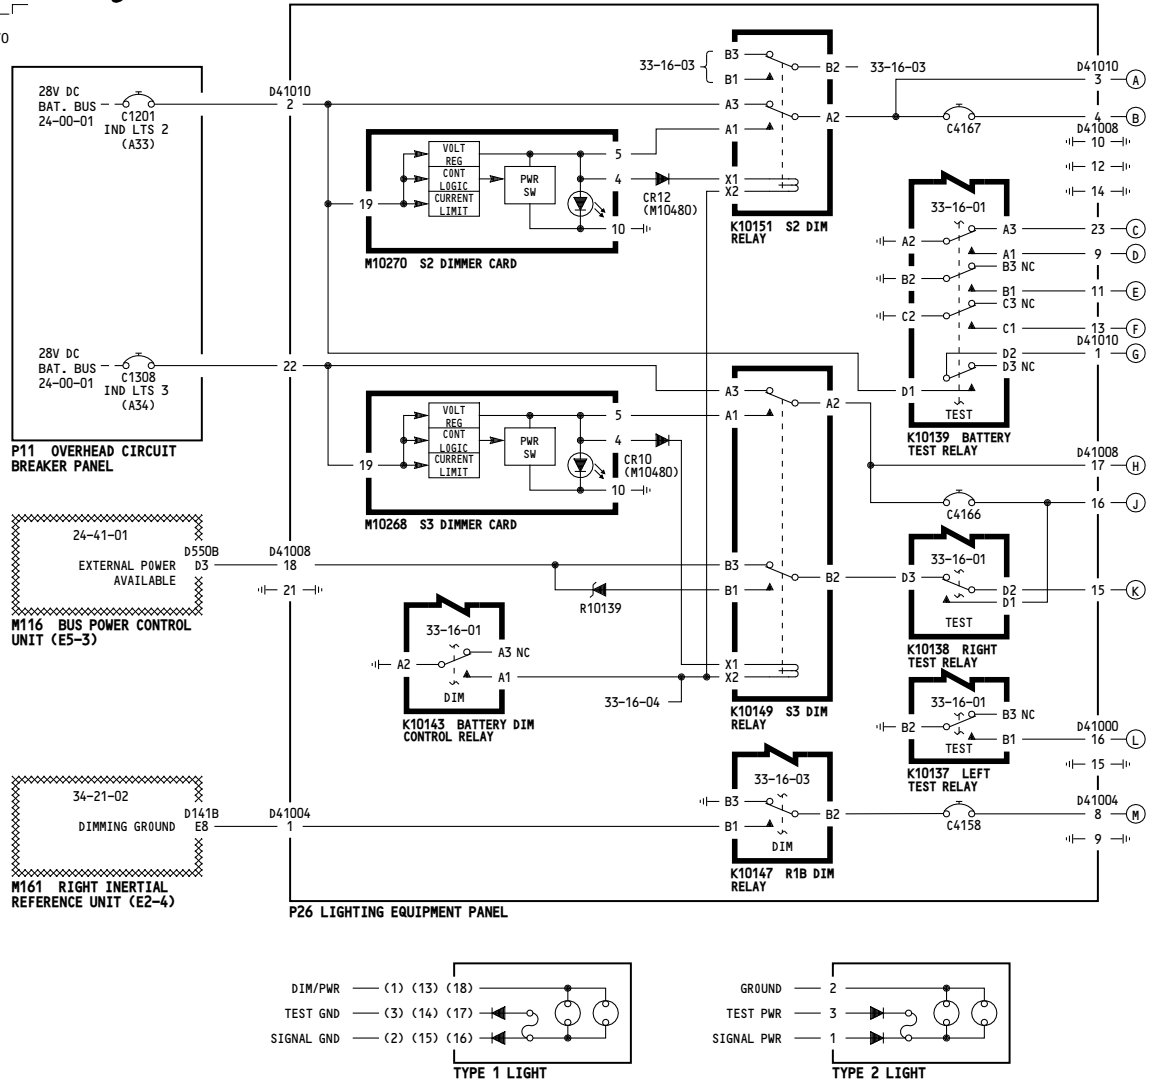 70
28V DC
BAT. BUS
24-00-01
C1201
IND LTS 2
(A33)
28V DC
BAT. BUS
24-00-01
C1308
IND LTS 3
(A34)
P11 OVERHEAD CIRCUIT
BREAKER PANEL
24-41-01
EXTERNAL POWER
AVAILABLE
D550B
D3
M116 BUS POWER CONTROL
UNIT (E5-3)
34-21-02
DIMMING GROUND
D141B
E8
M161 RIGHT INERTIAL
REFERENCE UNIT (E2-4)
D41010
2
22
D41008
18
21
D41004
1
VOLT
REG
CONT
LOGIC
CURRENT
LIMIT
PWR
SW
19
5
4
10
CR12
(M10480)
M10270 S2 DIMMER CARD
VOLT
REG
CONT
LOGIC
CURRENT
LIMIT
PWR
SW
19
5
4
10
CR10
(M10480)
M10268 S3 DIMMER CARD
R10139
33-16-01
A2
A3 NC
A1
DIM
K10143 BATTERY DIM
CONTROL RELAY
33-16-04
33-16-03
B3
B1
B2
33-16-03
A3
A1
A2
X1
X2
K10151 S2 DIM
RELAY
A3
A1
A2
B3
B1
B2
X1
X2
K10149 S3 DIM
RELAY
33-16-03
B3
B1
B2
DIM
K10147 R1B DIM
RELAY
C4167
33-16-01
A2
A3
A1
B2
B3 NC
B1
C2
C3 NC
C1
D2
D3 NC
D1
TEST
K10139 BATTERY
TEST RELAY
C4166
33-16-01
D3
D2
D1
TEST
K10138 RIGHT
TEST RELAY
33-16-01
B2
B3 NC
B1
TEST
K10137 LEFT
TEST RELAY
C4158
D41010
3 A
4 B
D41008
10
12
14
23 C
9 D
11 E
13 F
D41010
1 G
D41008
17 H
16 J
15 K
D41000
16 L
15
D41004
8 M
9
P26 LIGHTING EQUIPMENT PANEL
DIM/PWR (1) (13) (18)
TEST GND (3) (14) (17)
SIGNAL GND (2) (15) (16)
TYPE 1 LIGHT
GROUND 2
TEST PWR 3
SIGNAL PWR 1
TYPE 2 LIGHT